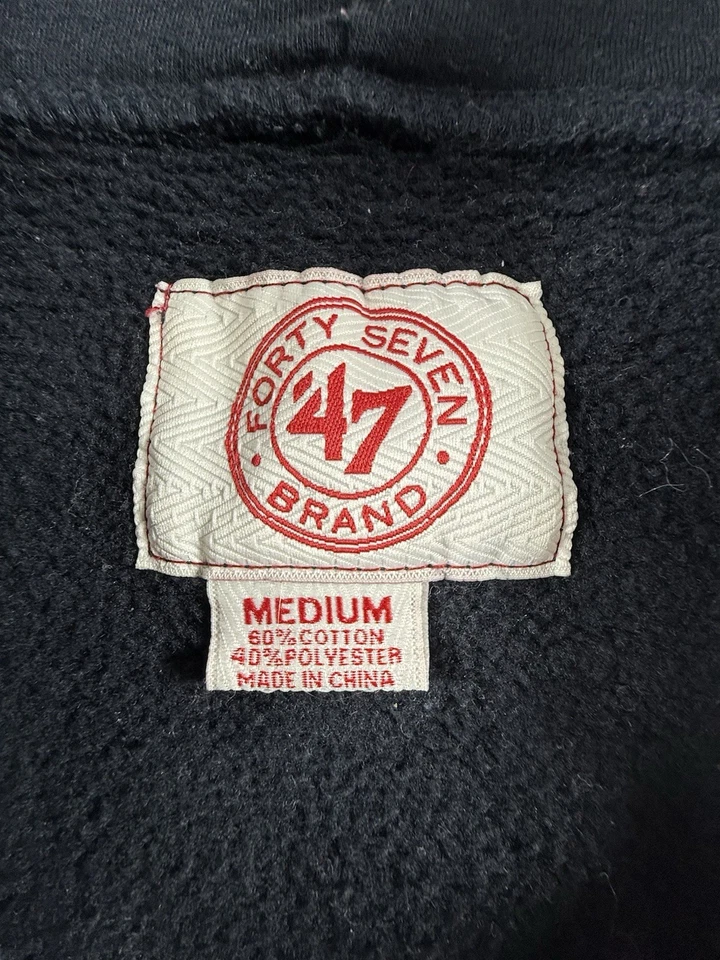 FORTY SEVEN
'47
BRAND
MEDIUM
60% COTTON
40% POLYESTER
MADE IN CHINA